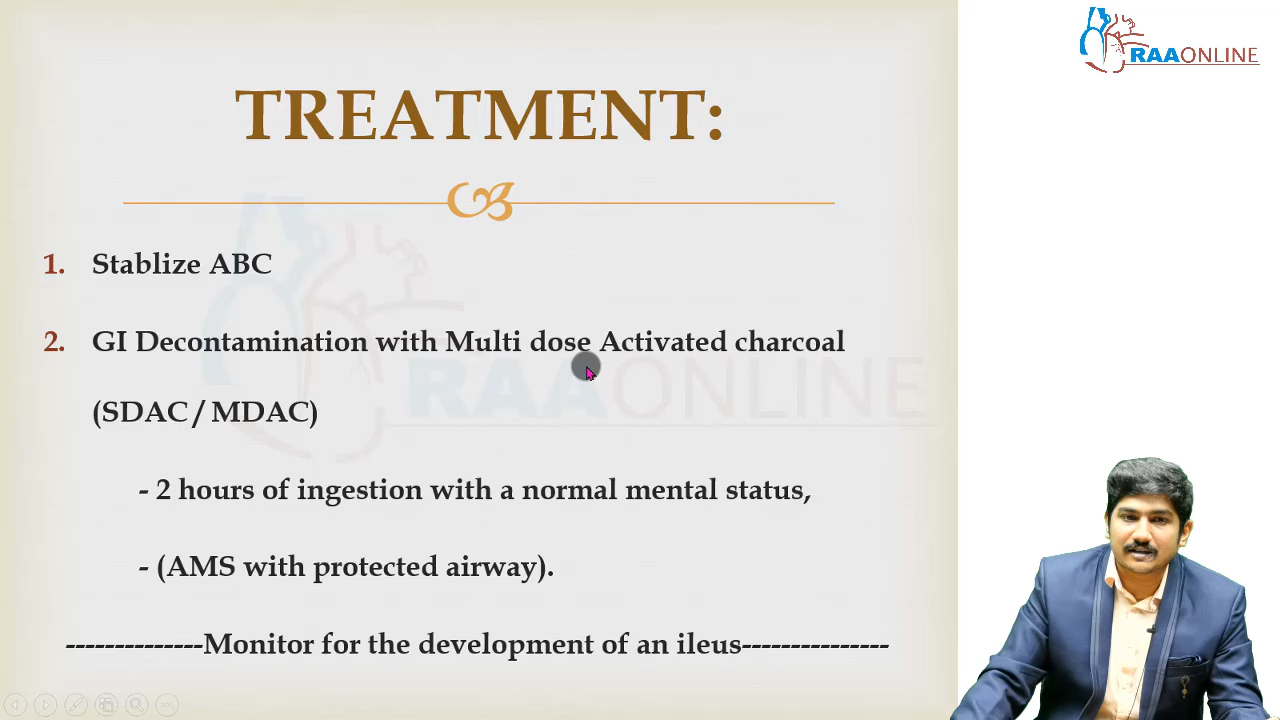 RAAONLINE
TREATMENT:
1. Stablize ABC
2. GI Decontamination with Multi dose Activated charcoal
(SDAC / MDAC)
- 2 hours of ingestion with a normal mental status,
- (AMS with protected airway).
--------------Monitor for the development of an ileus---------------
RAAONLINE